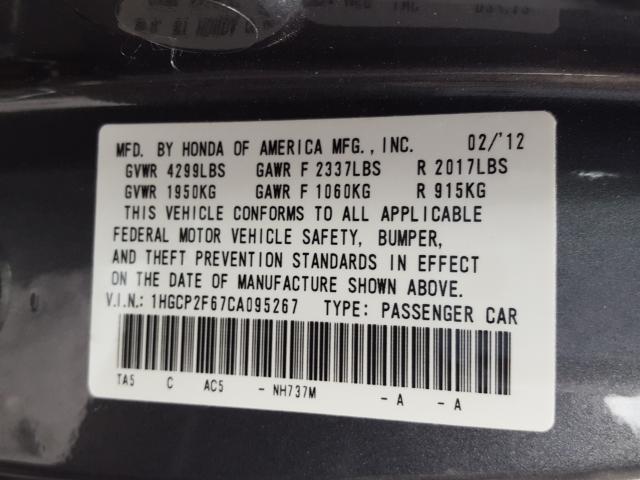 MFD. BY HONDA OF AMERICA MFG., INC. 02/'12
GVWR 4299LBS GAWR F 2337LBS R 2017LBS
GVWR 1950KG GAWR F 1060KG R 915KG
THIS VEHICLE CONFORMS TO ALL APPLICABLE
FEDERAL MOTOR VEHICLE SAFETY, BUMPER,
AND THEFT PREVENTION STANDARDS IN EFFECT
ON THE DATE OF MANUFACTURE SHOWN ABOVE.
V.I.N.: 1HGCP2F67CA095267 TYPE: PASSENGER CAR
TA5 C AC5 - NH737M - A - A